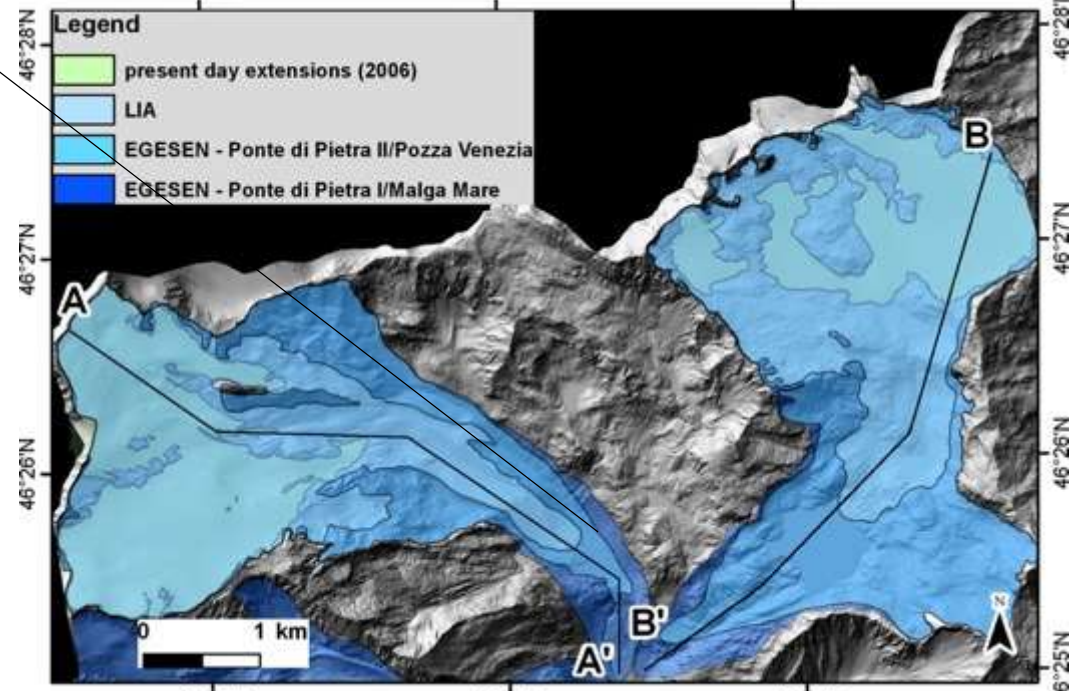 Legend
present day extensions (2006)
LIA
EGESEN - Ponte di Pietra II/Pozza Venezia
EGESEN - Ponte di Pietra I/Malga Mare
46°28'N
46°28'N
46°27'N
46°27'N
46°26'N
46°26'N
6°25'N
A
B
B'
A'
N
0 1 km